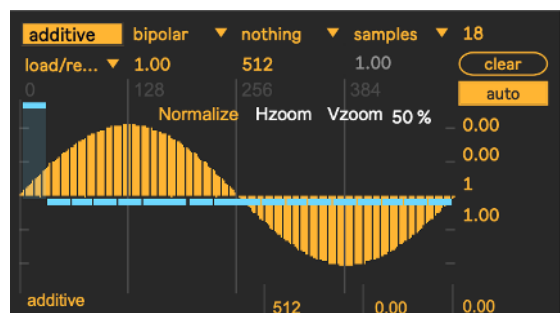 additive bipolar ▼ nothing ▼ samples ▼ 18
load/re... ▼ 1.00 512 1.00 clear
0 128 256 384 auto
Normalize Hzoom Vzoom 50 %
0.00
0.00
1
1.00
additive 512 0.00 0.00